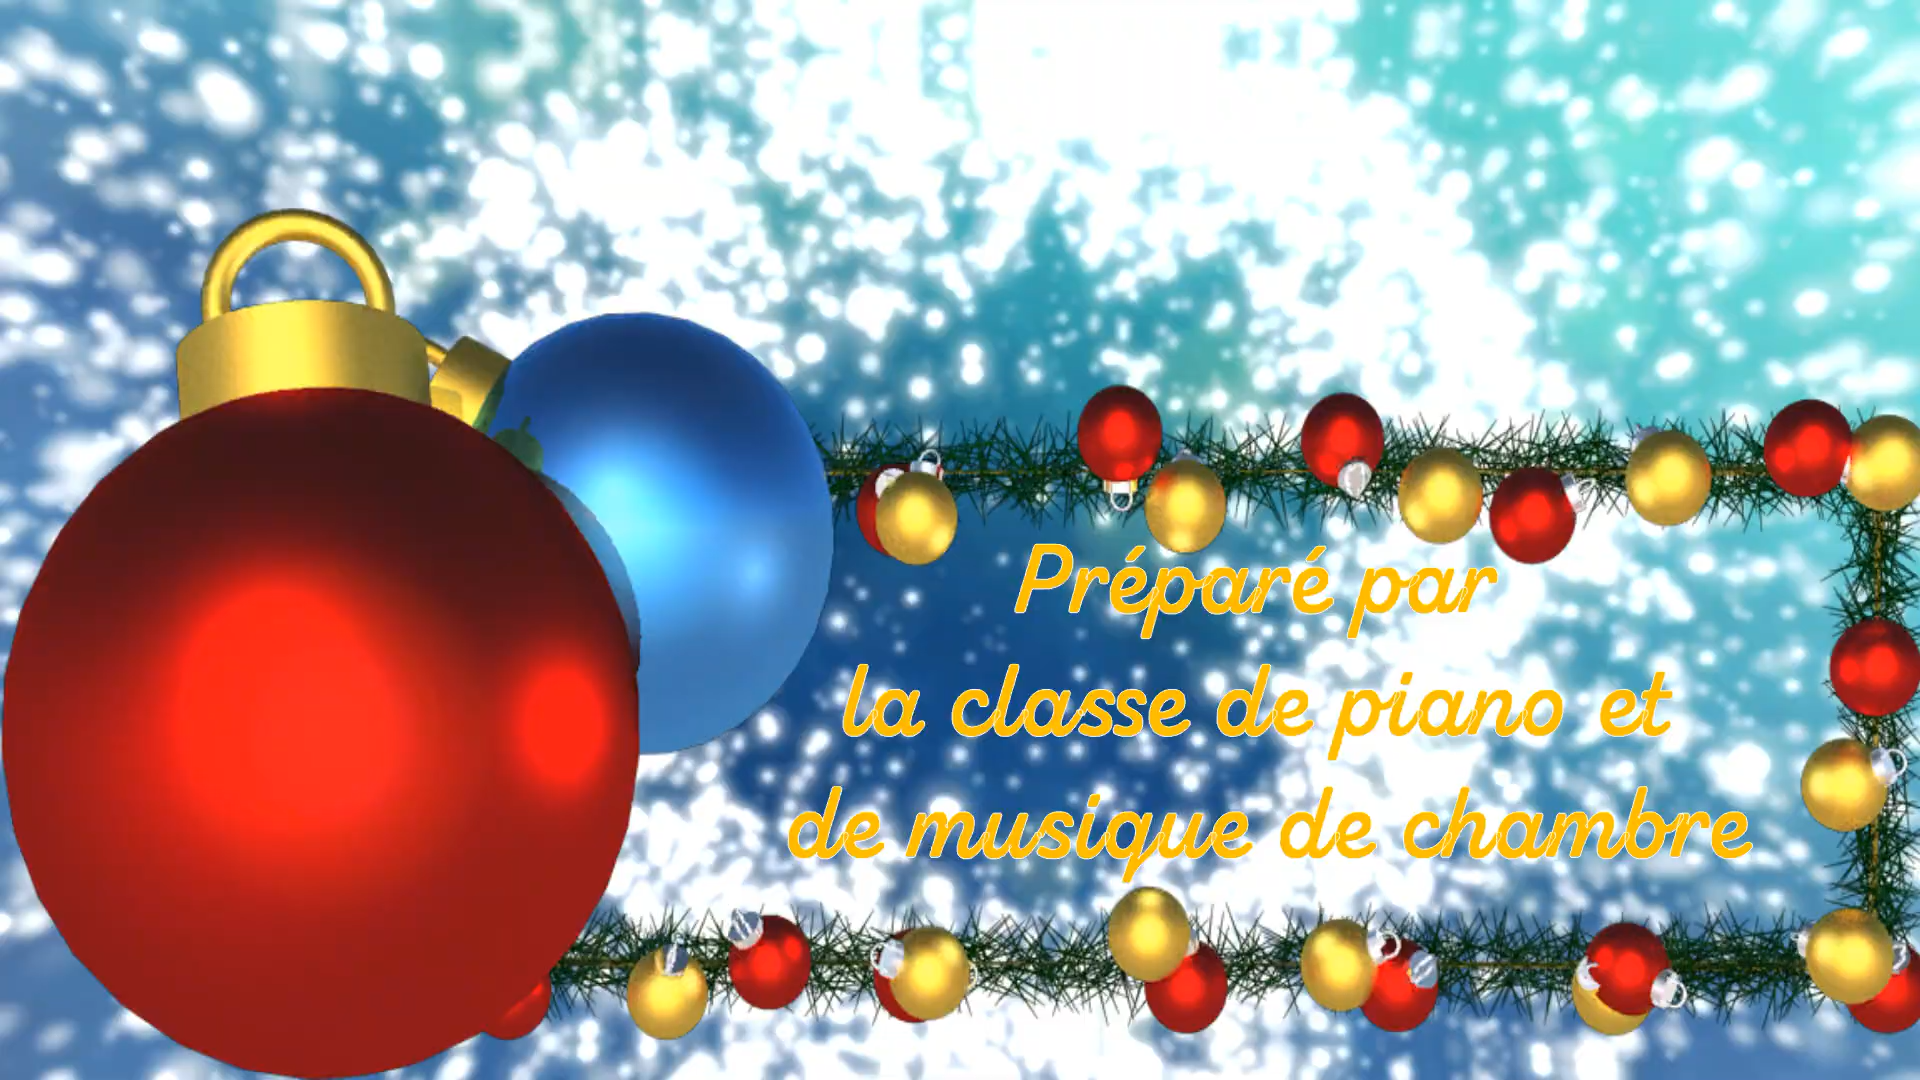 Préparé par
la classe de piano et
de musique de chambre